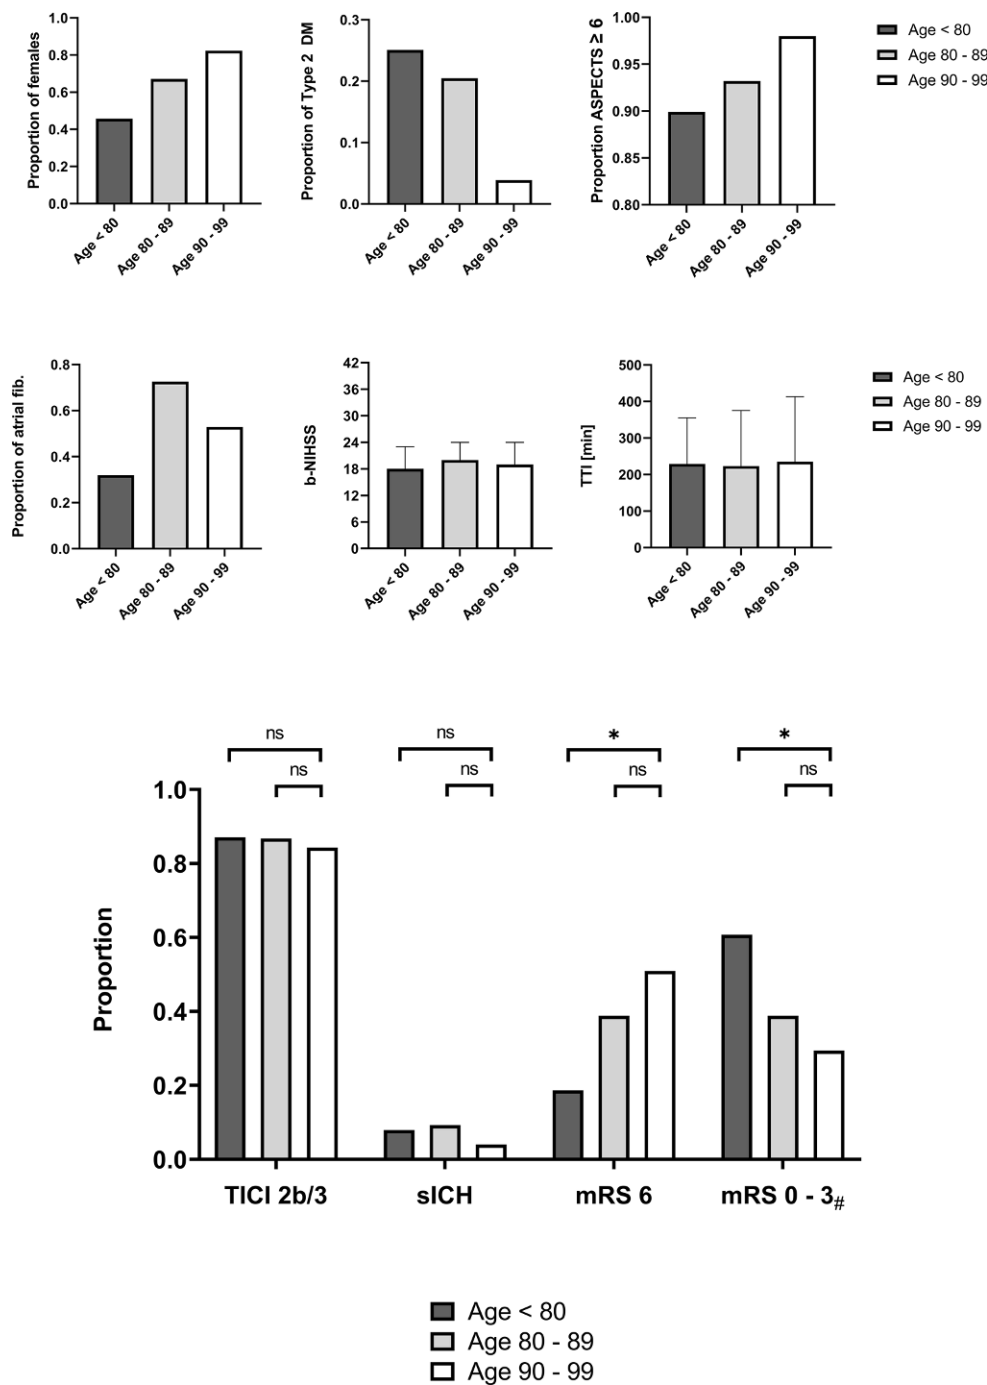 Proportion of females
1.0
0.8
0.6
0.4
0.2
0.0
Age < 80
Age 80 - 89
Age 90 - 99
Proportion of Type 2 DM
0.3
0.2
0.1
0.0
Age < 80
Age 80 - 89
Age 90 - 99
Proportion ASPECTS ≥ 6
1.00
0.95
0.90
0.85
0.80
Age < 80
Age 80 - 89
Age 90 - 99
Age < 80
Age 80 - 89
Age 90 - 99
Proportion of atrial fib.
0.8
0.6
0.4
0.2
0.0
Age < 80
Age 80 - 89
Age 90 - 99
b-NIHSS
42
36
30
24
18
12
6
0
Age < 80
Age 80 - 89
Age 90 - 99
TTI [min]
500
400
300
200
100
0
Age < 80
Age 80 - 89
Age 90 - 99
Age < 80
Age 80 - 89
Age 90 - 99
ns
ns
*
*
ns
ns
ns
ns
Proportion
1.0
0.8
0.6
0.4
0.2
0.0
TICI 2b/3
sICH
mRS 6
mRS 0 - 3#
Age < 80
Age 80 - 89
Age 90 - 99